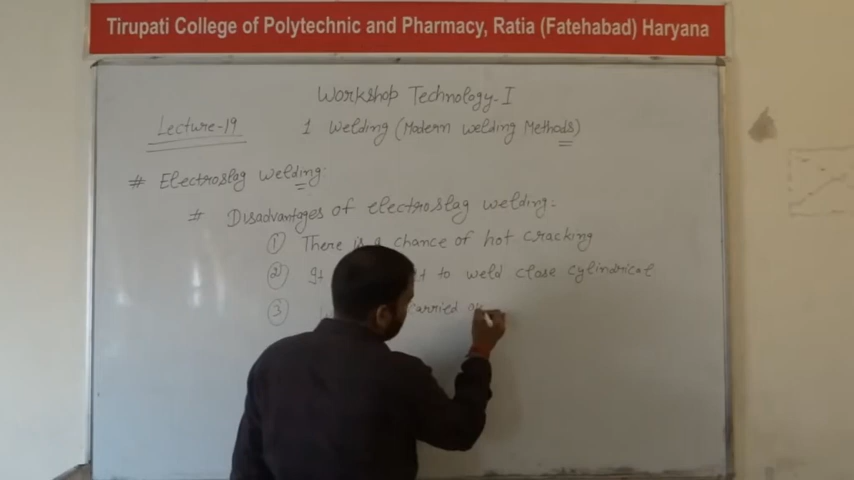 Tirupati College of Polytechnic and Pharmacy, Ratia (Fatehabad) Haryana
Workshop Technology-I
Lecture-19 1 Welding (Modern welding Methods)
# Electroslag welding.
# Disadvantages of electroslag welding:-
① There is a chance of hot cracking
② It to weld close cylindrical
③ carried